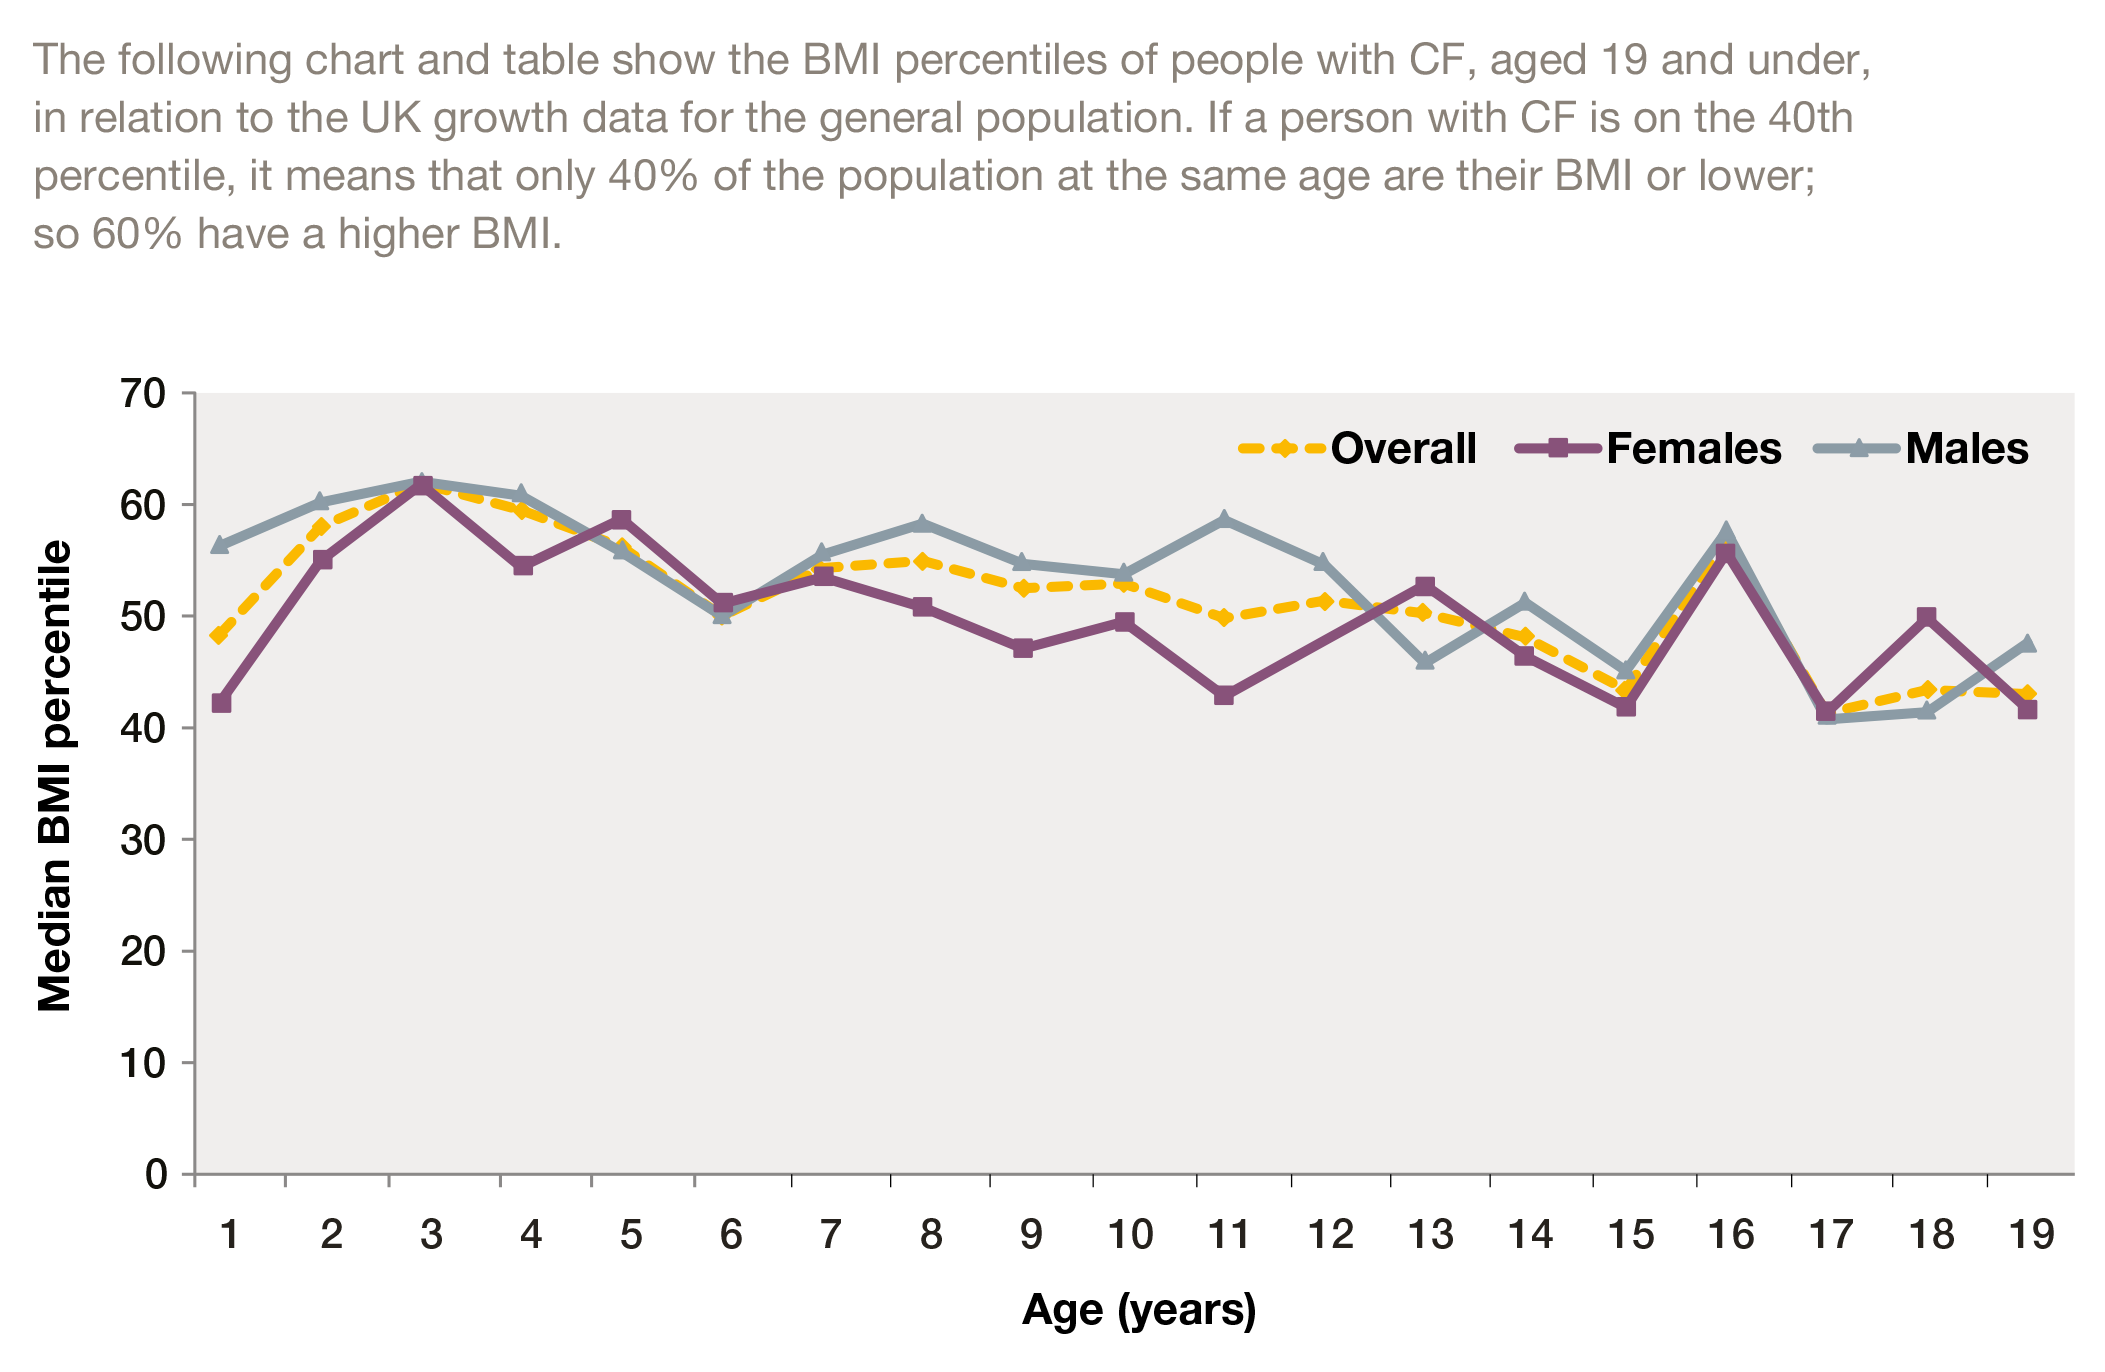 The following chart and table show the BMI percentiles of people with CF, aged 19 and under,
in relation to the UK growth data for the general population. If a person with CF is on the 40th
percentile, it means that only 40% of the population at the same age are their BMI or lower;
so 60% have a higher BMI.
70
Overall Females Males
60
50
40
30
20
10
0
Median BMI percentile
1 2 3 4 5 6 7 8 9 10 11 12 13 14 15 16 17 18 19
Age (years)